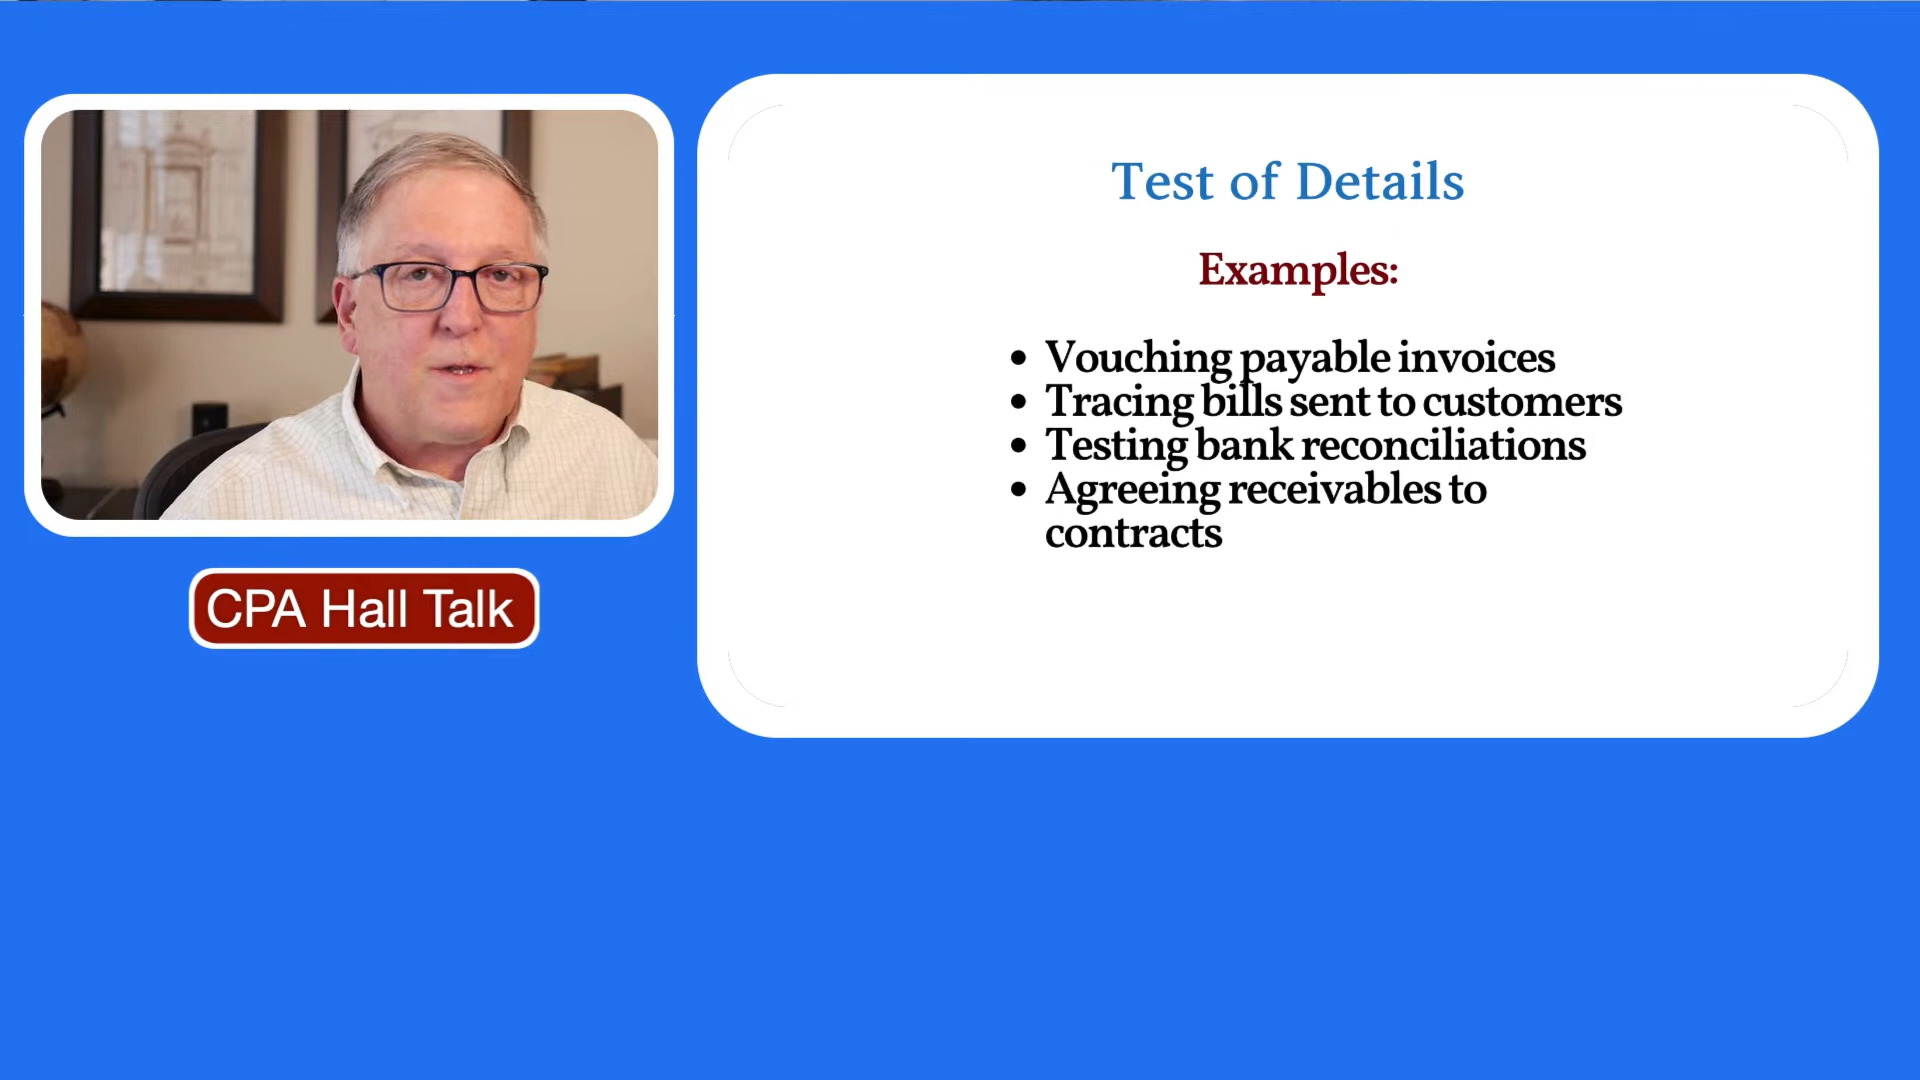 CPA Hall Talk
Test of Details
Examples:
• Vouching payable invoices
• Tracing bills sent to customers
• Testing bank reconciliations
• Agreeing receivables to
contracts